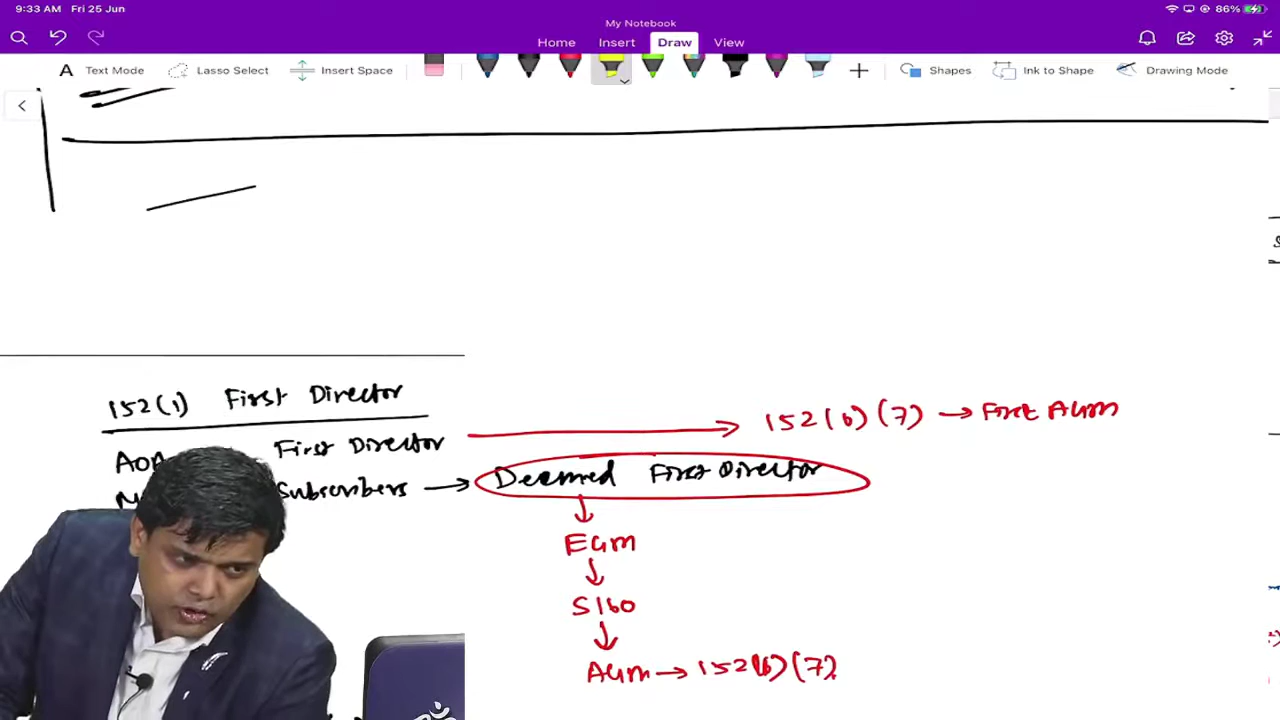 9:33 AM Fri 25 Jun
86%
My Notebook
Home Insert Draw View
A Text Mode Lasso Select Insert Space Shapes Ink to Shape Drawing Mode
152(1) First Director
AOA First Director → 152(6)(7) → First AGM
Subscribers → Deemed First Director
↓
EGM
↓
S160
↓
AGM → 152(6)(7)